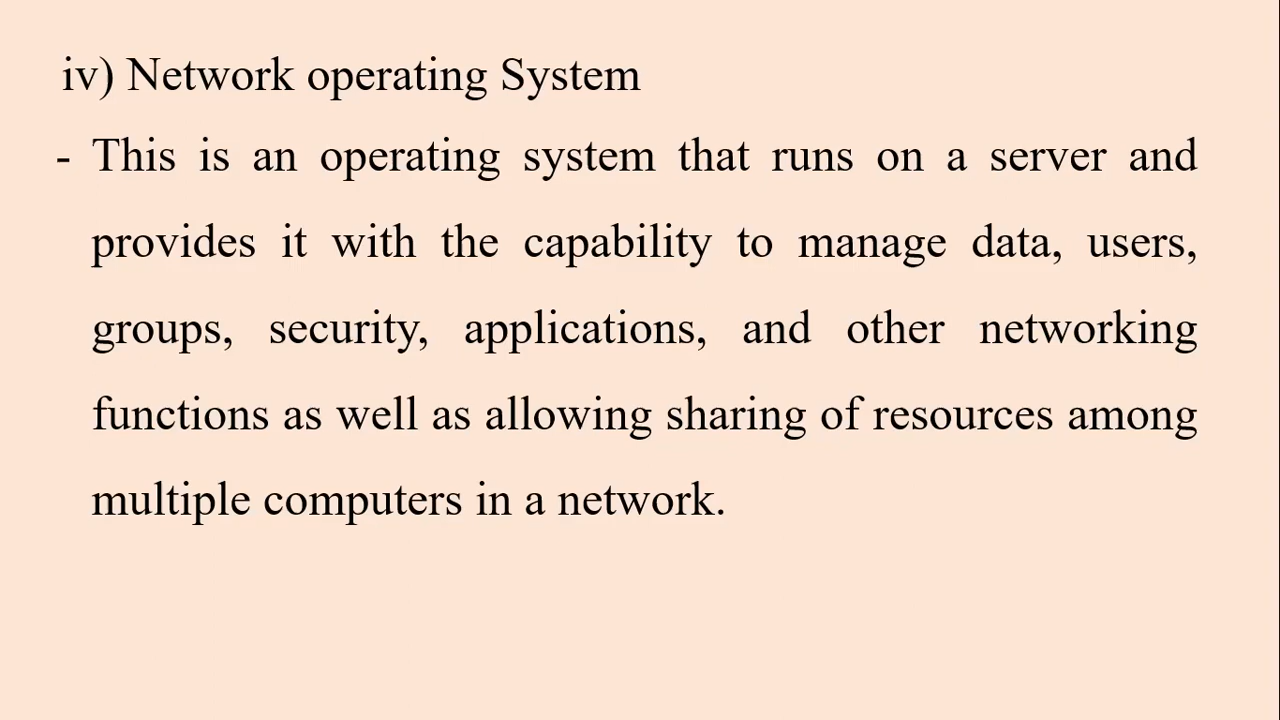 iv) Network operating System
- This is an operating system that runs on a server and
provides it with the capability to manage data, users,
groups, security, applications, and other networking
functions as well as allowing sharing of resources among
multiple computers in a network.